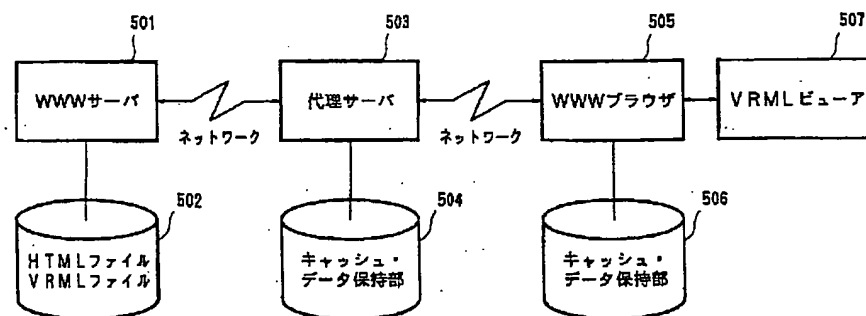 501
503
505
507
WWWサーバ
代理サーバ
WWWブラウザ
VRMLビューア
ネットワーク
ネットワーク
502
504
506
HTMLファイル
VRMLファイル
キャッシュ・
データ保持部
キャッシュ・
データ保持部